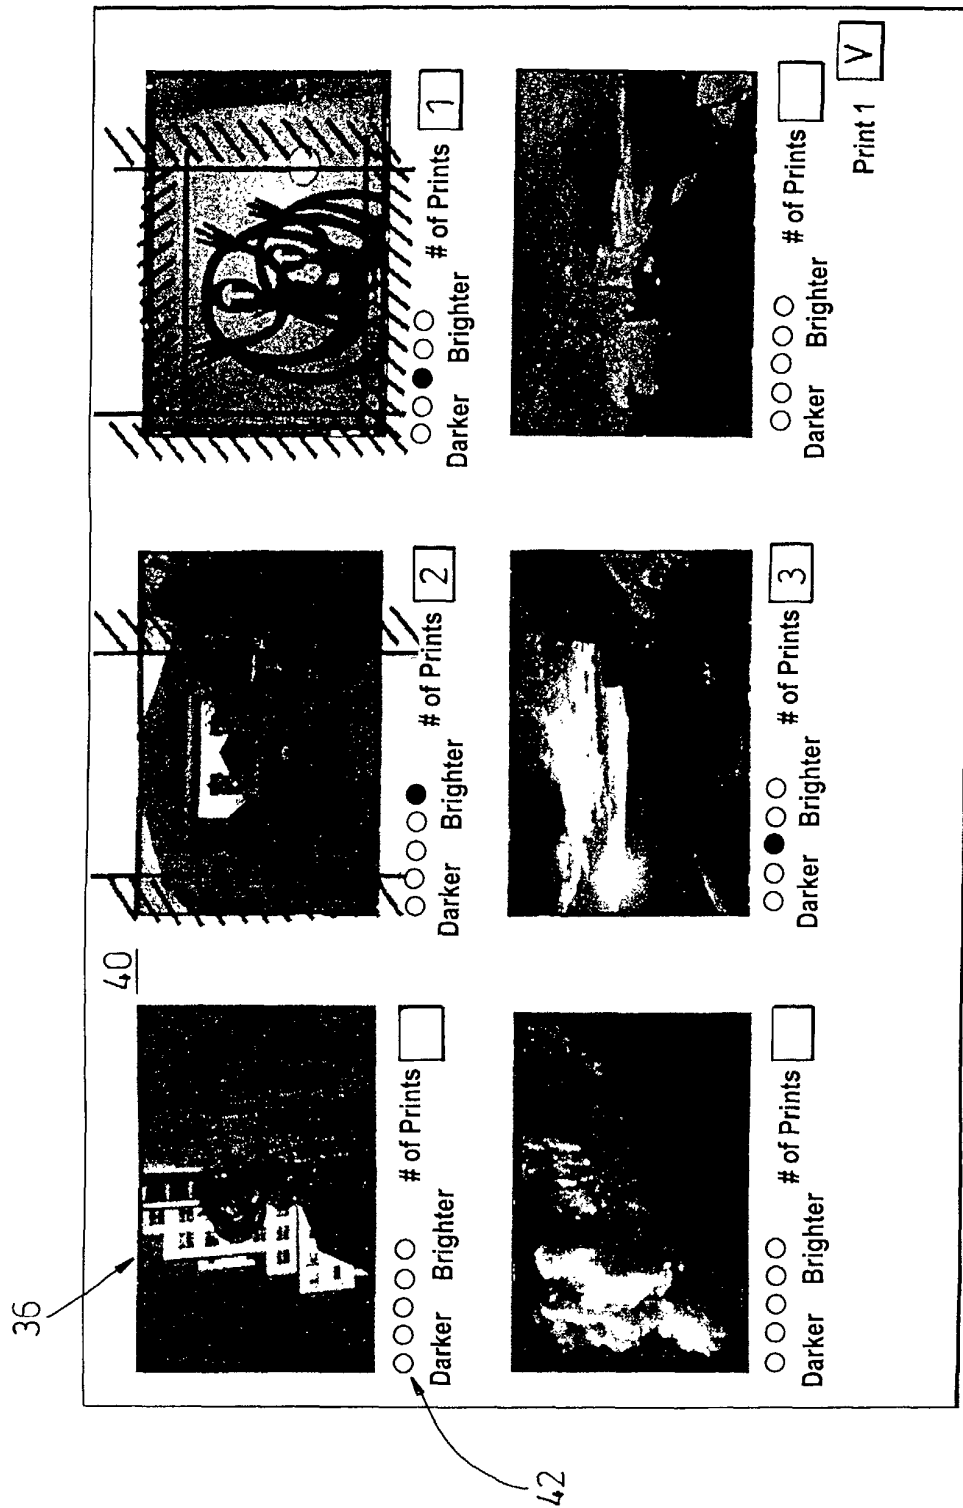 36
40
42
Darker Brighter # of Prints
Darker Brighter # of Prints 2
Darker Brighter # of Prints 1
Darker Brighter # of Prints
Darker Brighter # of Prints 3
Darker Brighter # of Prints
Print 1 V